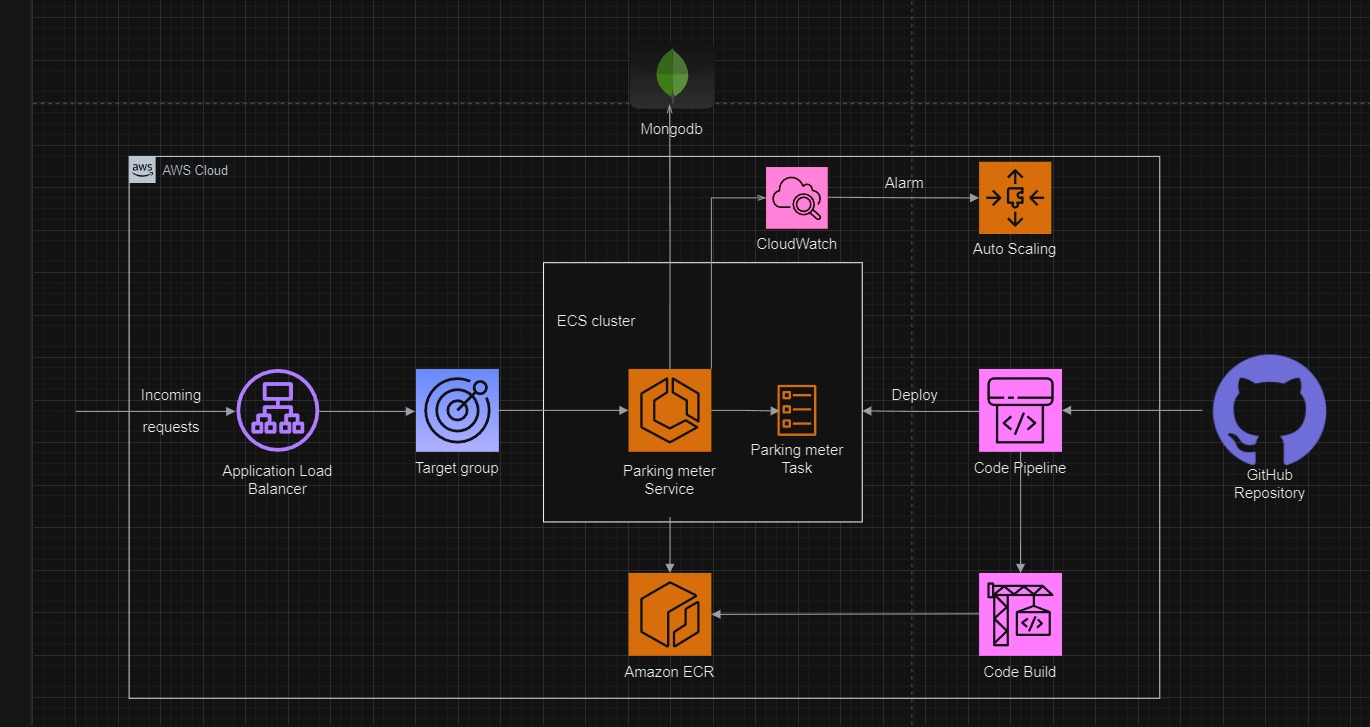 Mongodb
aws
AWS Cloud
Alarm
CloudWatch
Auto Scaling
ECS cluster
Incoming
requests
Deploy
Application Load
Balancer
Target group
Parking meter
Service
Parking meter
Task
</>
Code Pipeline
GitHub
Repository
</>
Amazon ECR
Code Build